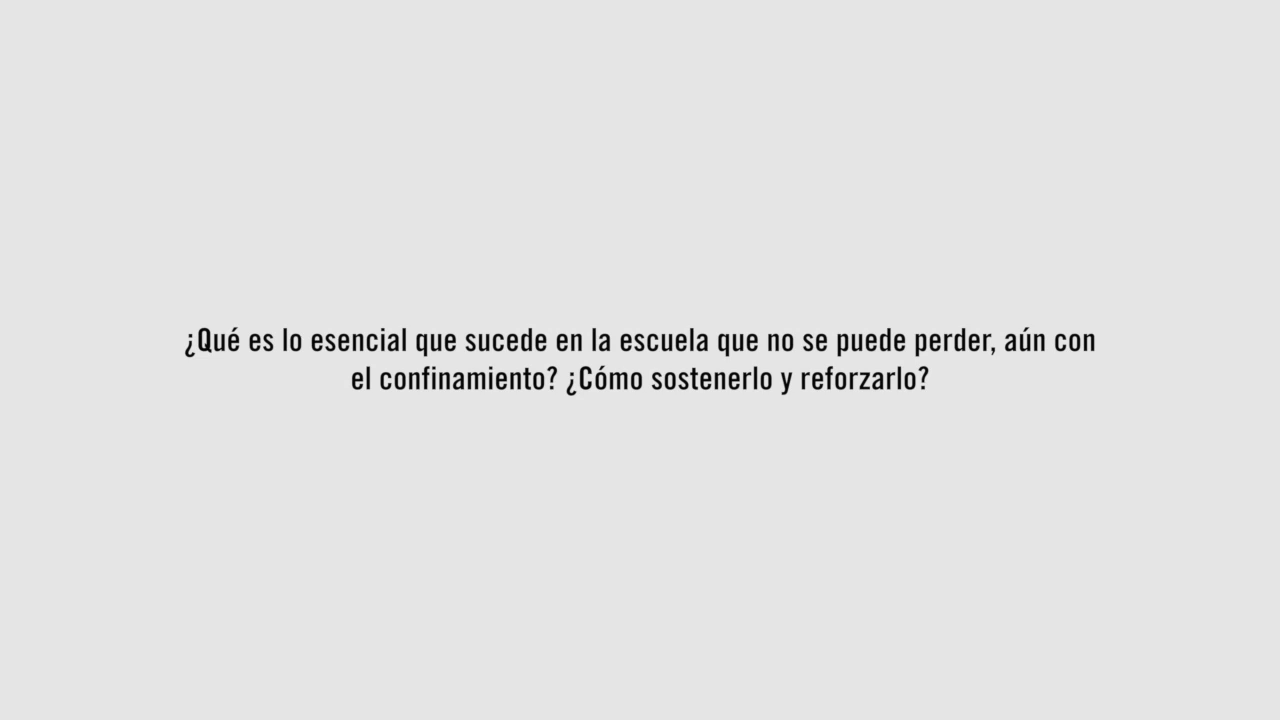 ¿Qué es lo esencial que sucede en la escuela que no se puede perder, aún con
el confinamiento? ¿Cómo sostenerlo y reforzarlo?